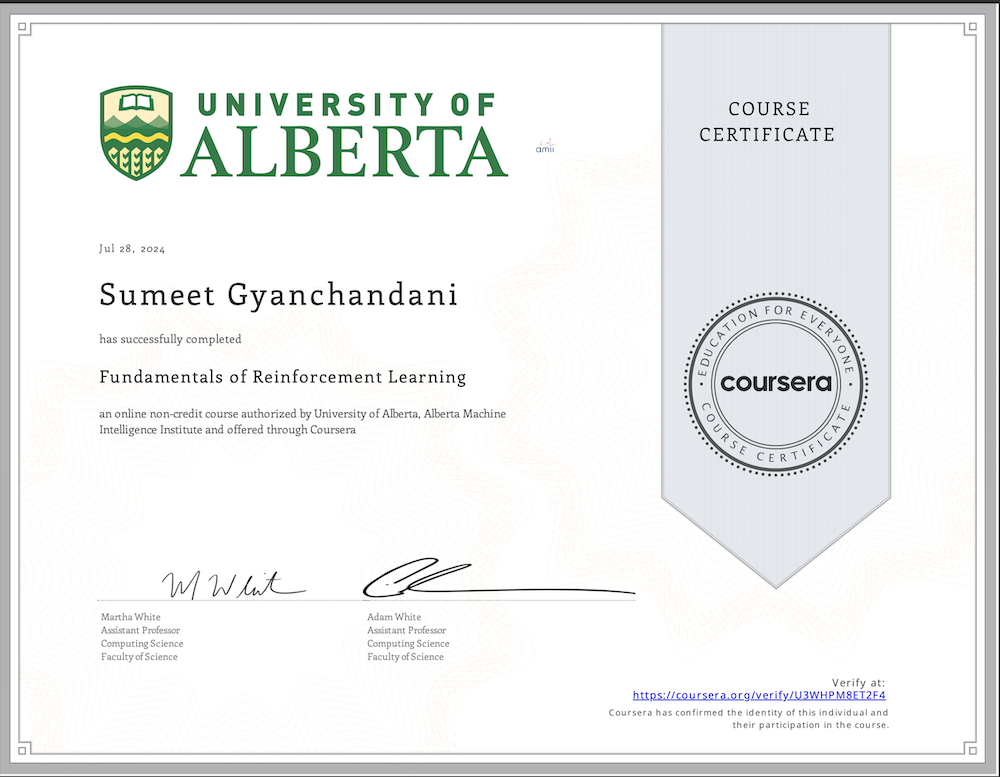 UNIVERSITY OF
ALBERTA
amii
COURSE
CERTIFICATE
Jul 28, 2024
Sumeet Gyanchandani
has successfully completed
Fundamentals of Reinforcement Learning
an online non-credit course authorized by University of Alberta, Alberta Machine
Intelligence Institute and offered through Coursera
EDUCATION FOR EVERYONE
coursera
COURSE CERTIFICATE
M White
Martha White
Assistant Professor
Computing Science
Faculty of Science
Adam White
Assistant Professor
Computing Science
Faculty of Science
Verify at:
https://coursera.org/verify/U3WHPM8ET2F4
Coursera has confirmed the identity of this individual and
their participation in the course.